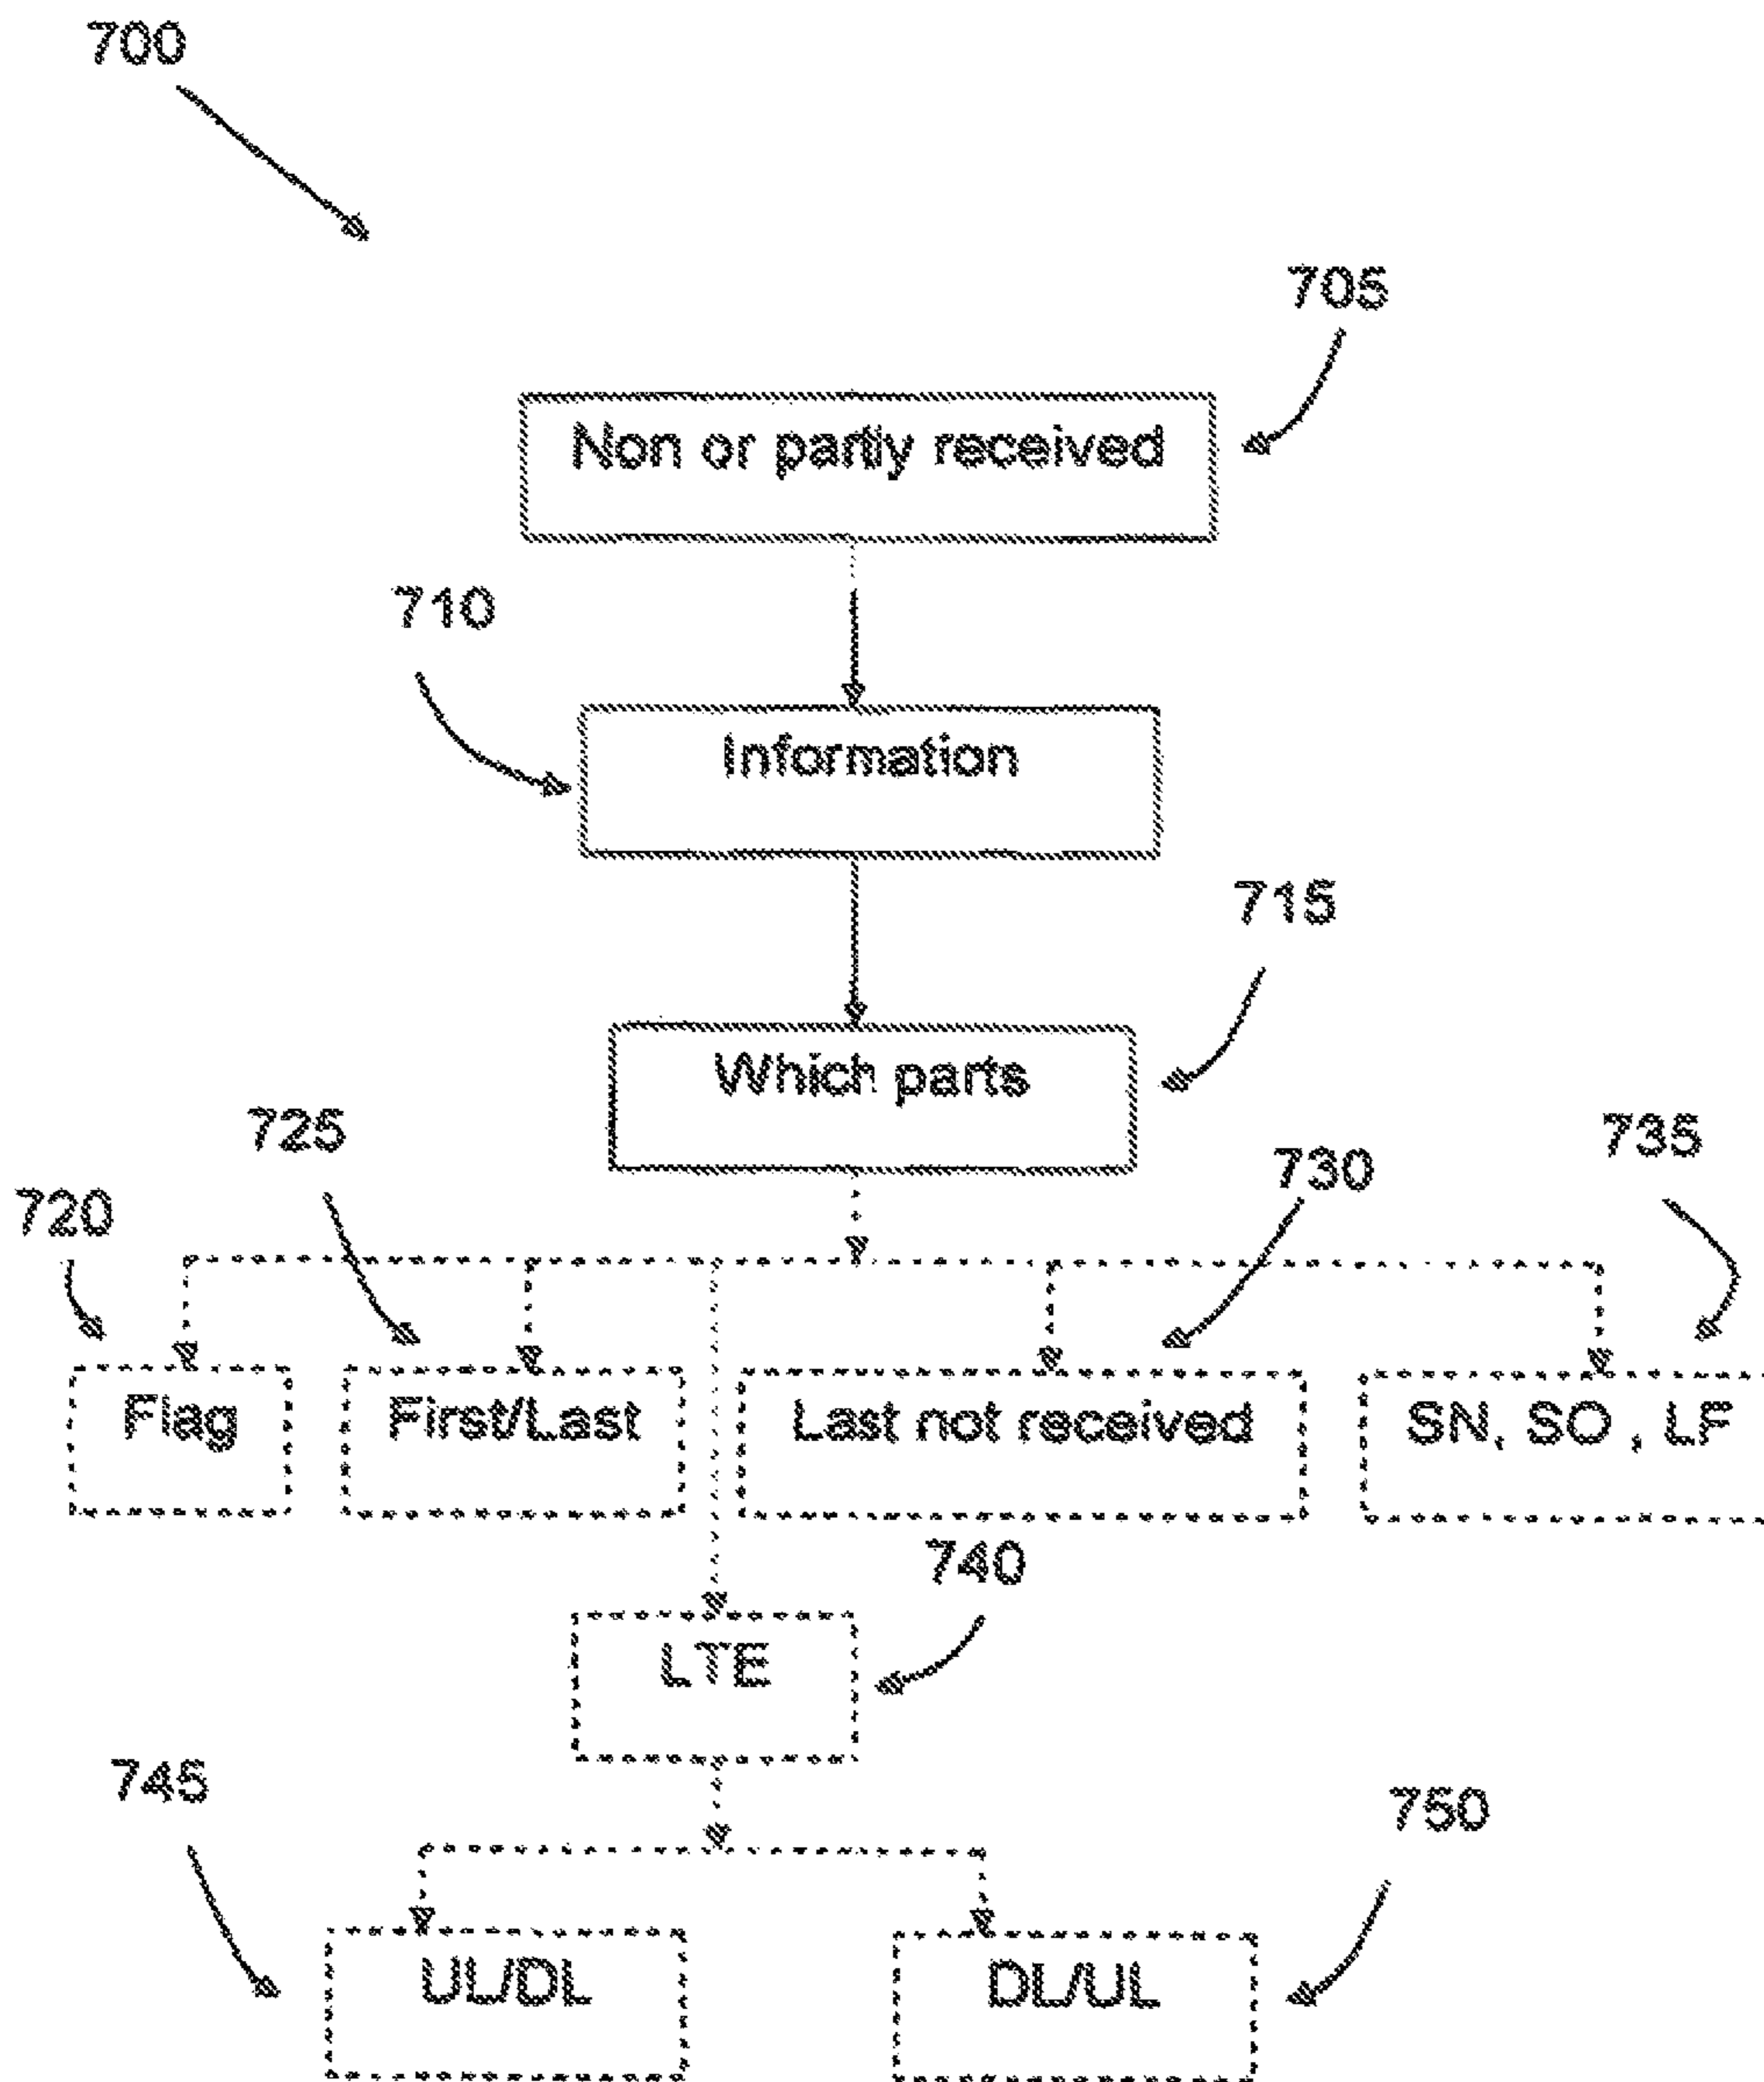 700
705
Non or partly received
710
Information
715
Which parts
725
735
730
720
Flag
First/Last
Last not received
SN, SO, LF
740
LTE
745
750
UL/DL
DL/UL